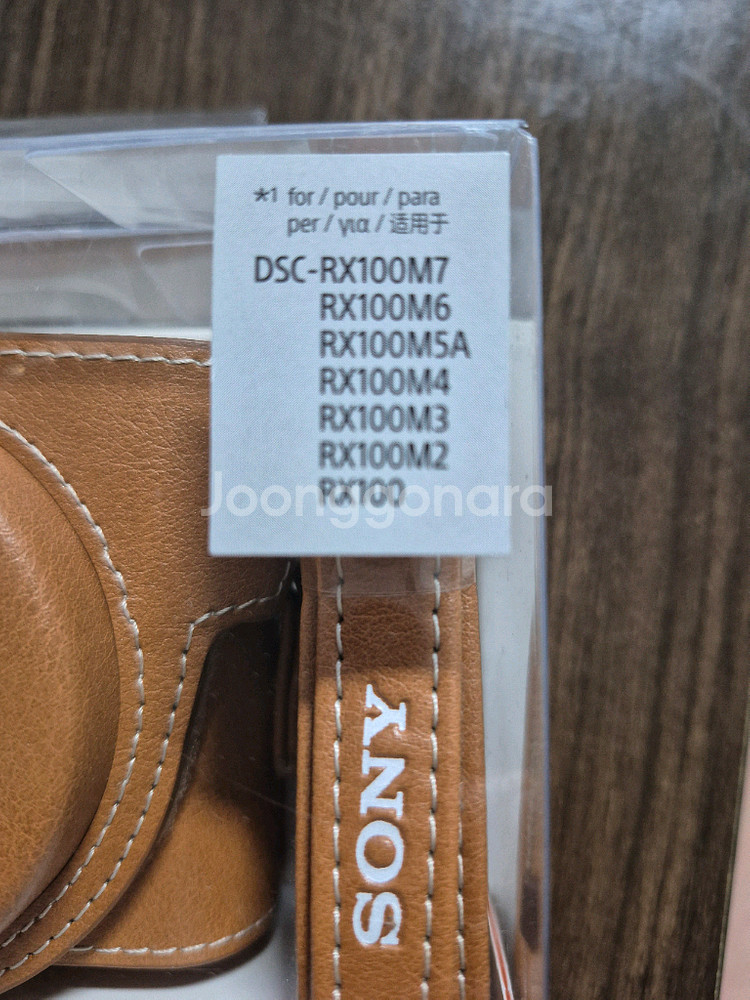 *1 for / pour / para
per / για / 适用于
DSC-RX100M7
RX100M6
RX100M5A
RX100M4
RX100M3
RX100M2
RX100
Joonggonara
SONY